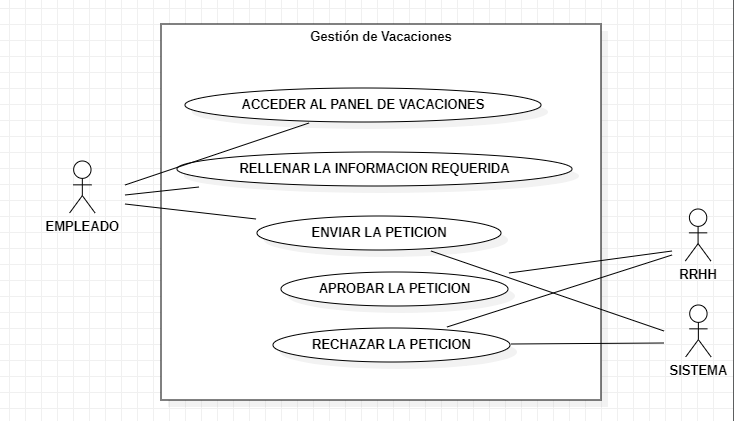 Gestión de Vacaciones
ACCEDER AL PANEL DE VACACIONES
RELLENAR LA INFORMACION REQUERIDA
EMPLEADO
ENVIAR LA PETICION
RRHH
APROBAR LA PETICION
RECHAZAR LA PETICION
SISTEMA